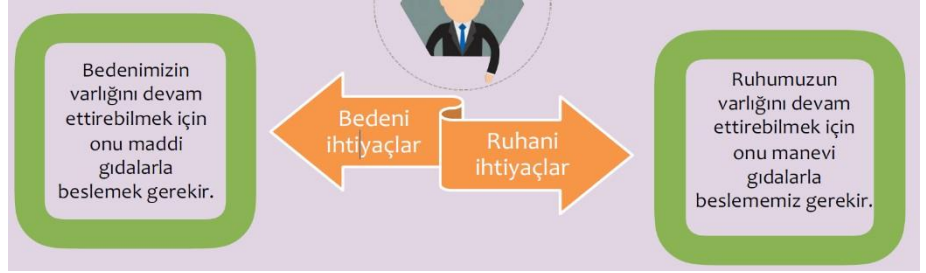 Bedenimizin
varlığını devam
ettirebilmek için
onu maddi
gıdalarla
beslemek gerekir.
Bedeni
ihtiyaçlar
Ruhani
ihtiyaçlar
Ruhumuzun
varlığını devam
ettirebilmek için
onu manevi
gıdalarla
beslememiz gerekir.